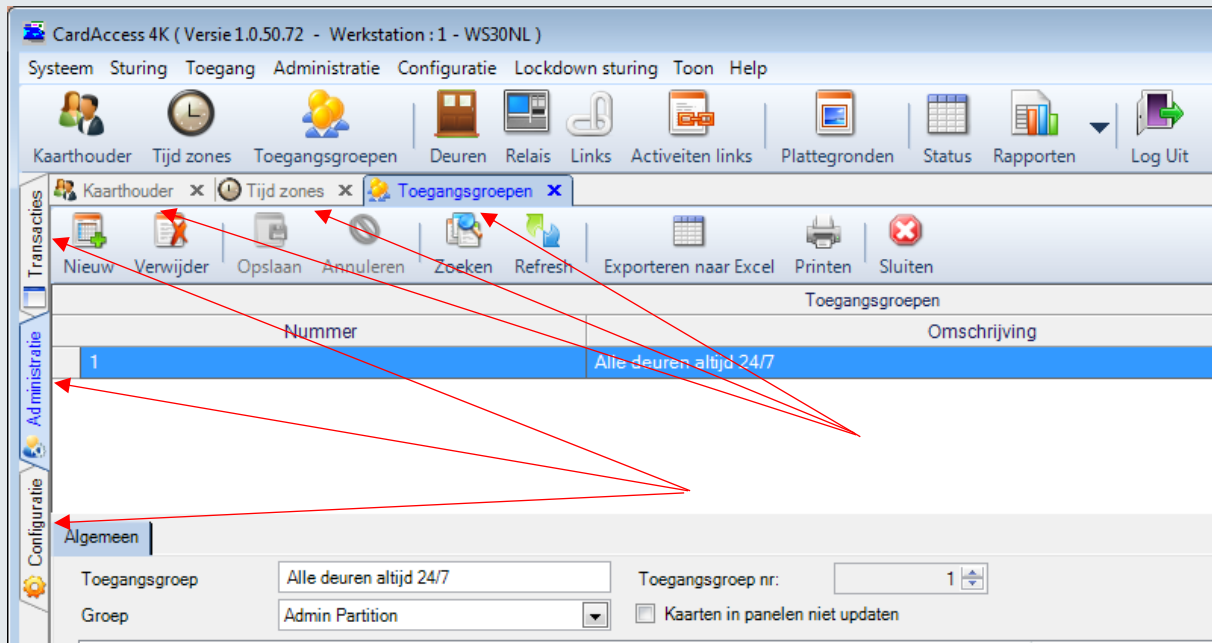 CardAccess 4K ( Versie 1.0.50.72 - Werkstation : 1 - WS30NL )
Systeem Sturing Toegang Administratie Configuratie Lockdown sturing Toon Help
Kaarthouder Tijd zones Toegangsgroepen Deuren Relais Links Activeiten links Plattegronden Status Rapporten Log Uit
Kaarthouder Tijd zones Toegangsgroepen
Transacties
Administratie
Configuratie
Nieuw Verwijder Opslaan Annuleren Zoeken Refresh Exporteren naar Excel Printen Sluiten
Toegangsgroepen
Nummer Omschrijving
1 Alle deuren altijd 24/7
Algemeen
Toegangsgroep Alle deuren altijd 24/7 Toegangsgroep nr: 1
Groep Admin Partition Kaarten in panelen niet updaten